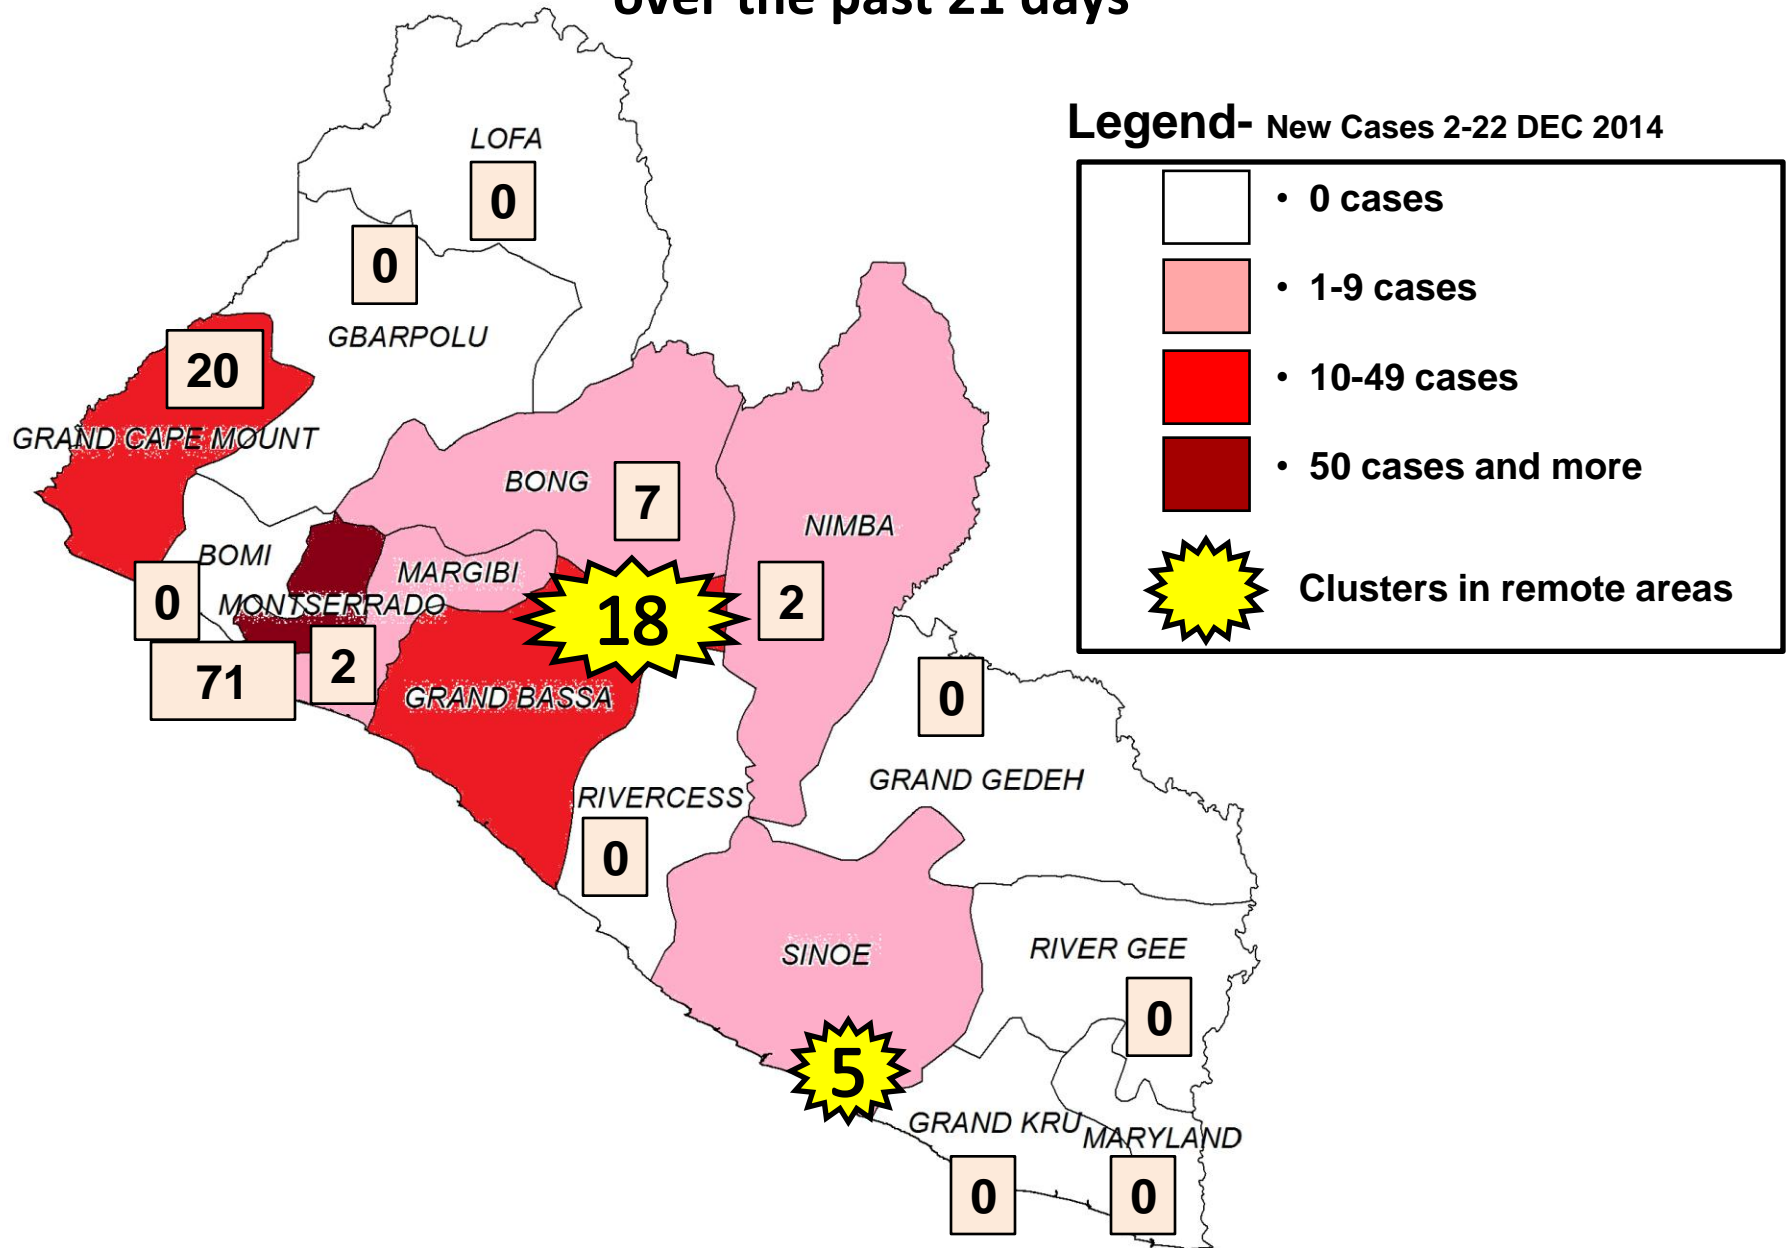 over the past 21 days
Legend- New Cases 2-22 DEC 2014
• 0 cases
• 1-9 cases
• 10-49 cases
• 50 cases and more
Clusters in remote areas
LOFA
0
0
GBARPOLU
20
GRAND CAPE MOUNT
BONG
7
NIMBA
BOMI
MARGIBI
0
MONTSERRADO
18
2
71
2
GRAND BASSA
0
GRAND GEDEH
RIVERCESS
0
SINOE
RIVER GEE
0
5
GRAND KRU
MARYLAND
0
0